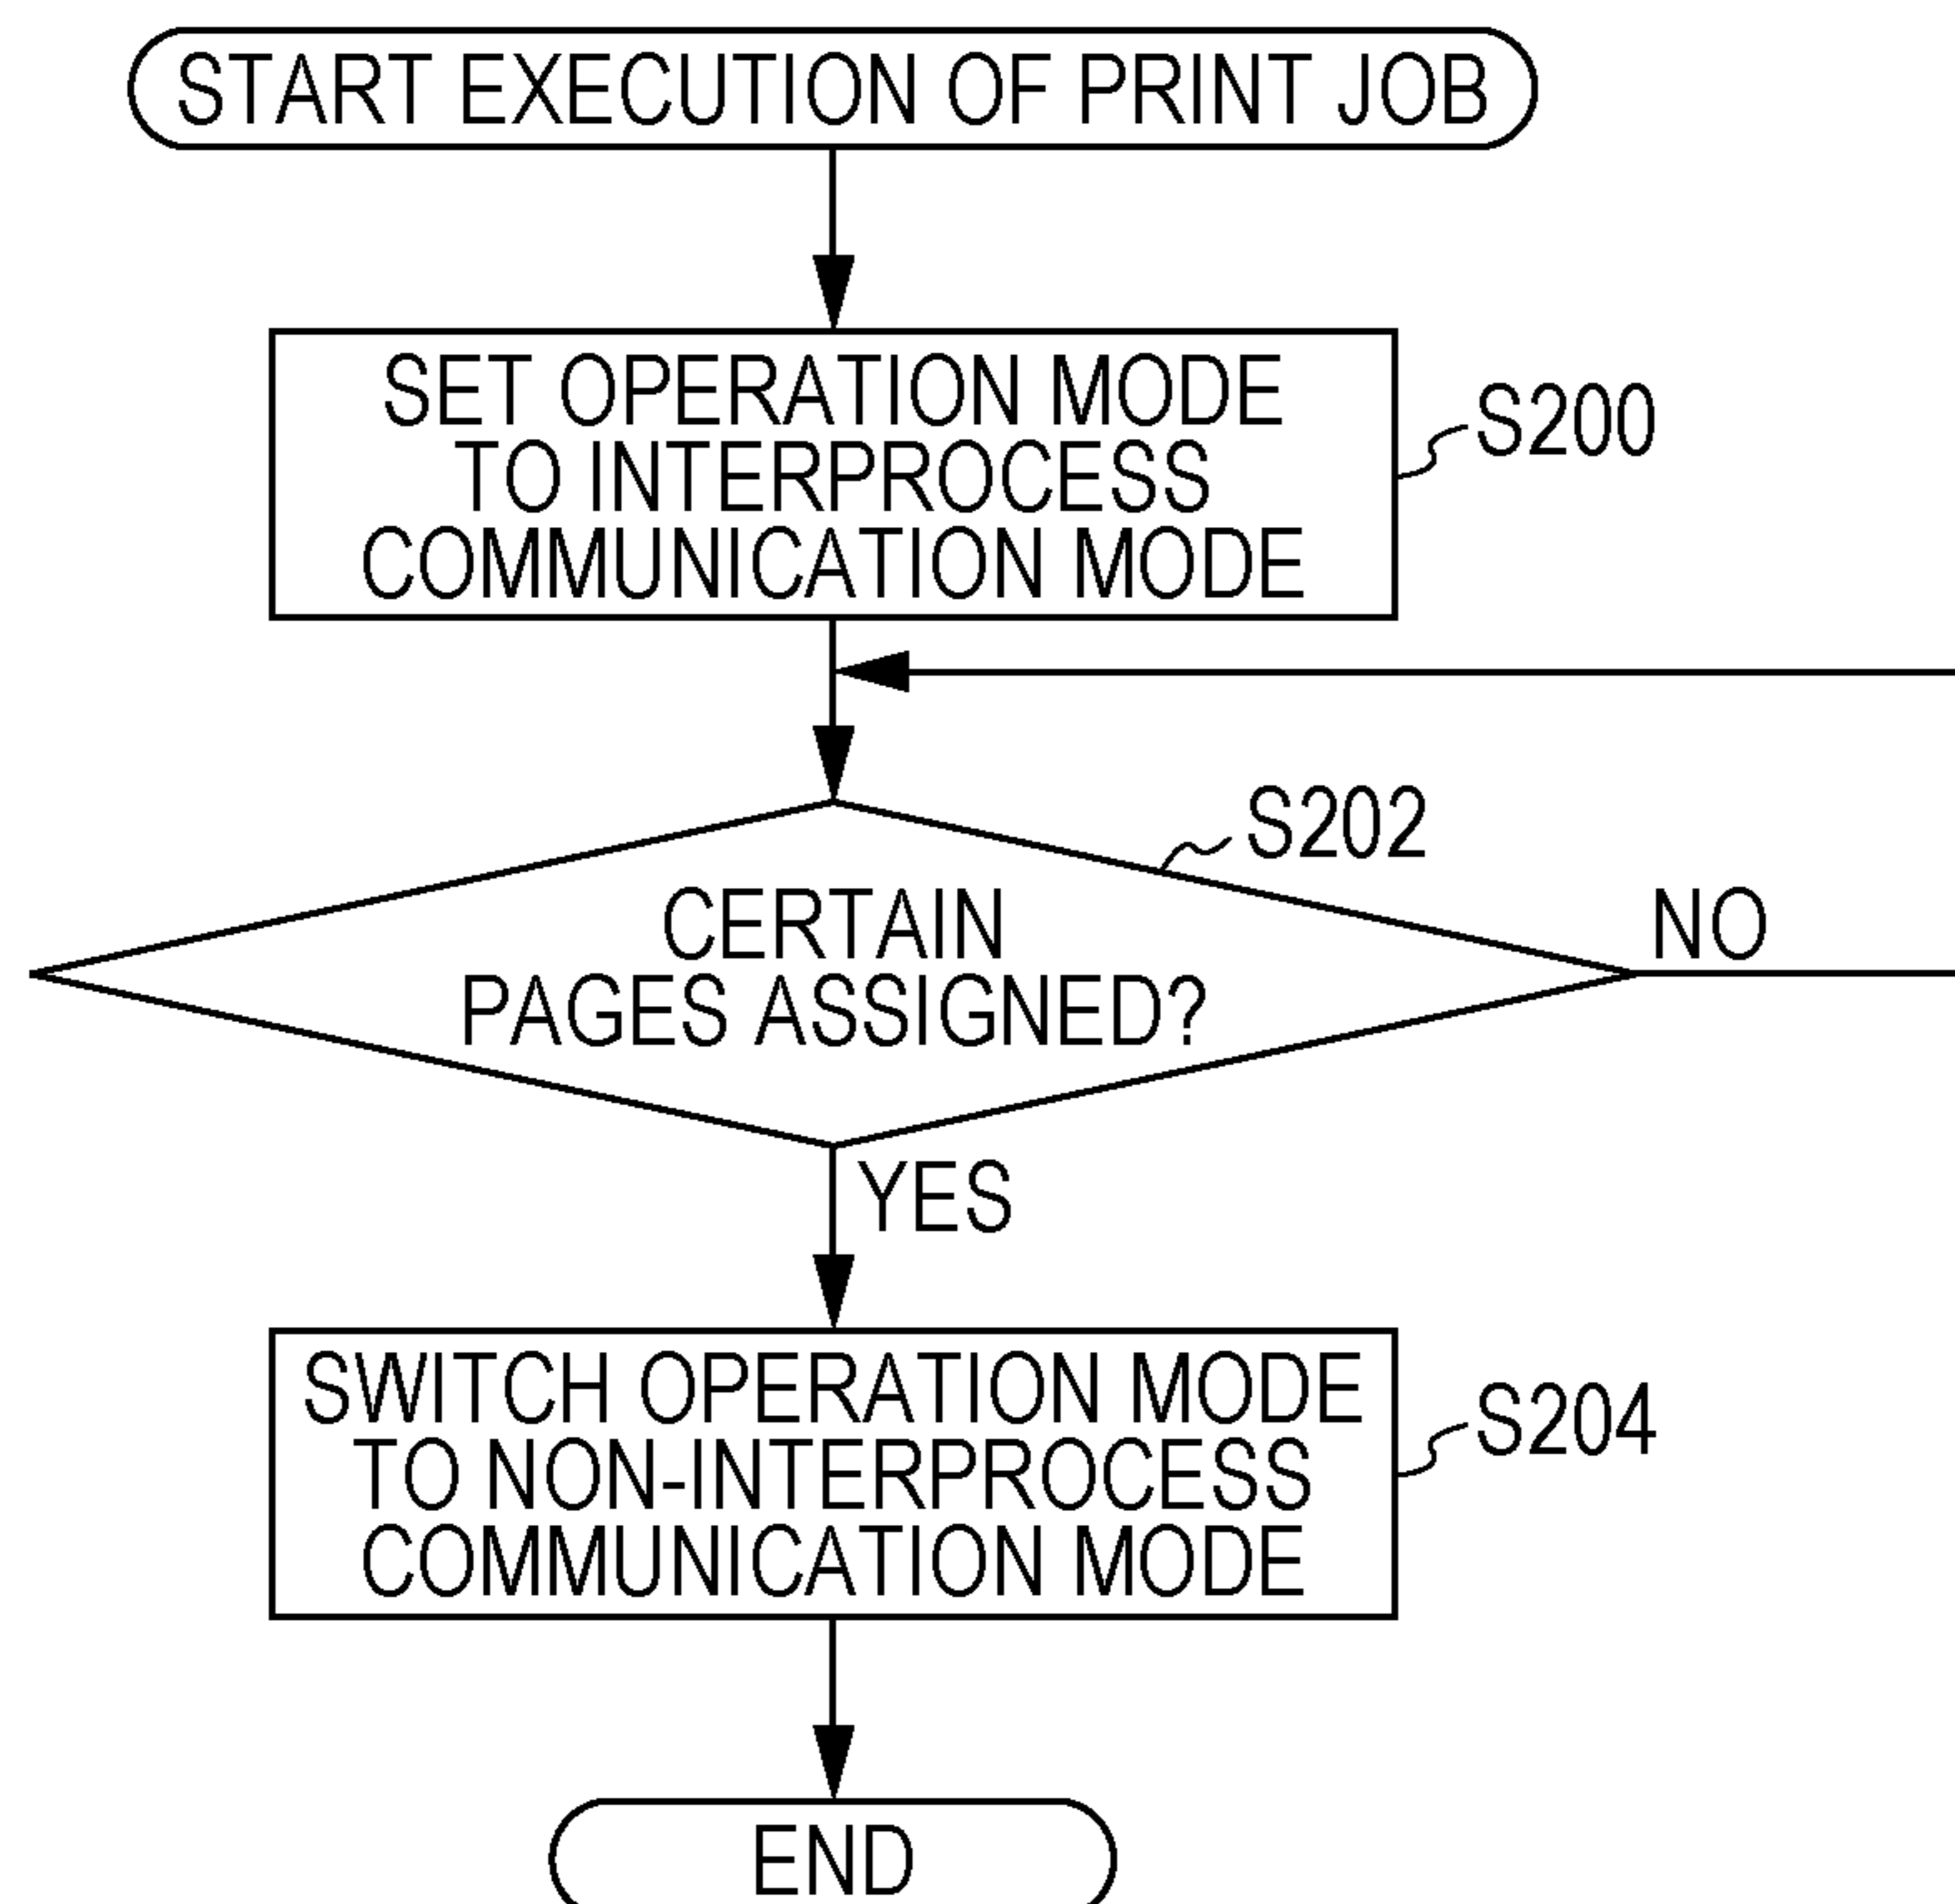 START EXECUTION OF PRINT JOB
SET OPERATION MODE
TO INTERPROCESS
COMMUNICATION MODE
S200
S202
CERTAIN
PAGES ASSIGNED?
NO
YES
SWITCH OPERATION MODE
TO NON-INTERPROCESS
COMMUNICATION MODE
S204
END